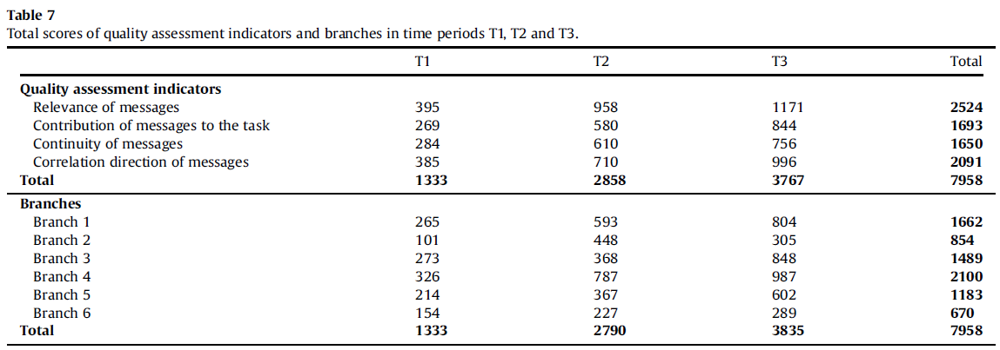 Table 7
Total scores of quality assessment indicators and branches in time periods T1, T2 and T3.
T1 T2 T3 Total
Quality assessment indicators
Relevance of messages 395 958 1171 2524
Contribution of messages to the task 269 580 844 1693
Continuity of messages 284 610 756 1650
Correlation direction of messages 385 710 996 2091
Total 1333 2858 3767 7958
Branches
Branch 1 265 593 804 1662
Branch 2 101 448 305 854
Branch 3 273 368 848 1489
Branch 4 326 787 987 2100
Branch 5 214 367 602 1183
Branch 6 154 227 289 670
Total 1333 2790 3835 7958